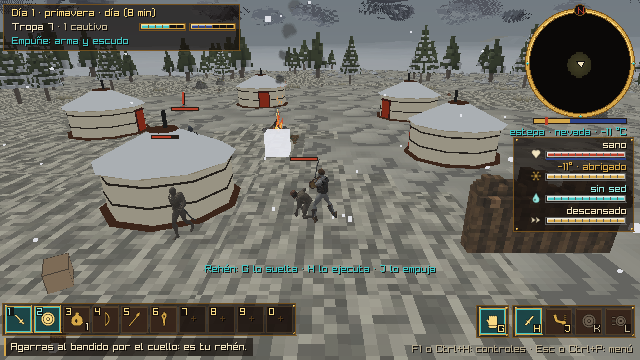 Día 1 · primavera · día (8 min)
Tropa 7 · 1 cautivo
Empuñe: arma y escudo
N
estepa · nevada · -11 °C
sano
-11° · abrigado
sin sed
descansado
Rehén: G lo suelta · H lo ejecuta · J lo empuja
1 2 3 1 4 5 6 7 8 9 0
G H J K L
Agarras al bandido por el cuello: es tu rehén.
F1 o Ctrl+H: controles · Esc o Ctrl+P: menú